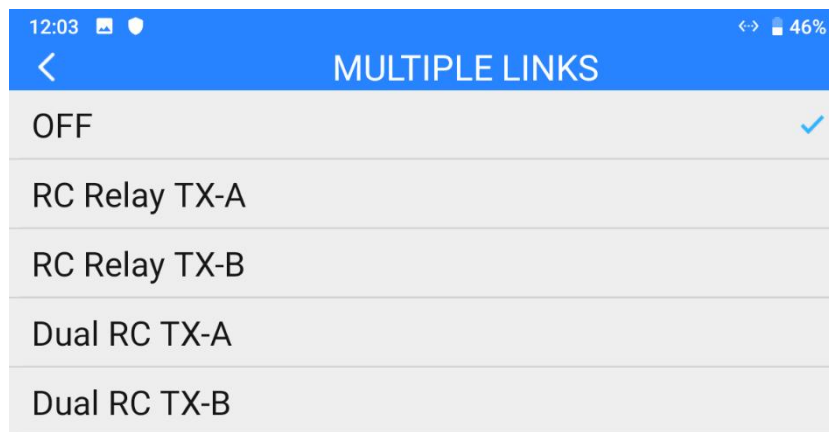 12:03 46%
MULTIPLE LINKS
OFF
RC Relay TX-A
RC Relay TX-B
Dual RC TX-A
Dual RC TX-B